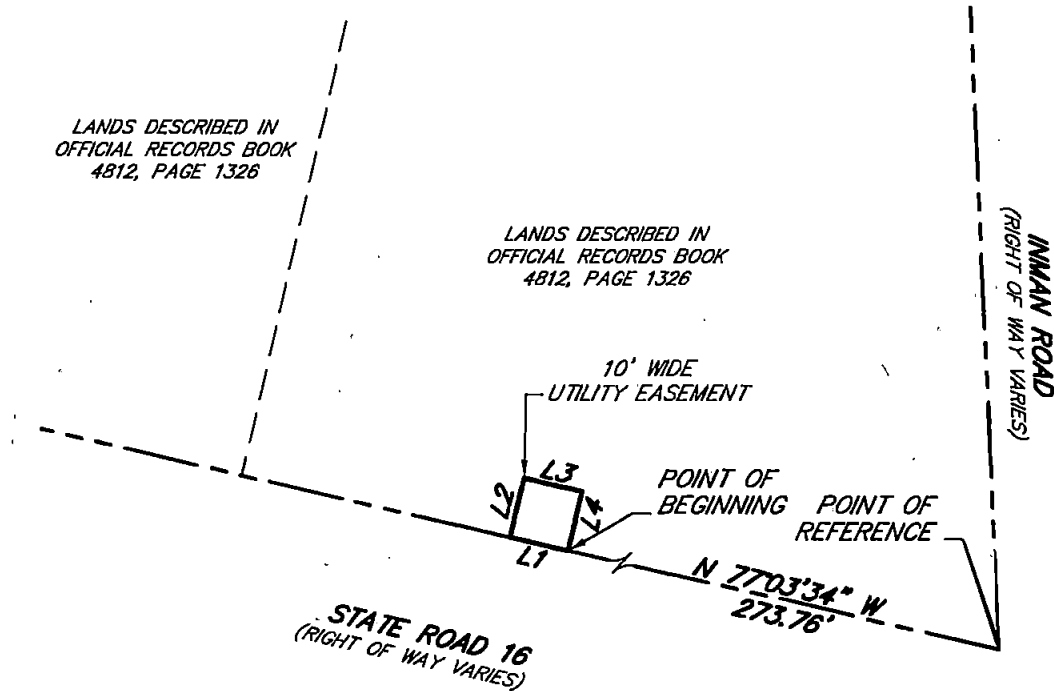 LANDS DESCRIBED IN
OFFICIAL RECORDS BOOK
4812, PAGE 1326
LANDS DESCRIBED IN
OFFICIAL RECORDS BOOK
4812, PAGE 1326
INMAN ROAD
(RIGHT OF WAY VARIES)
10' WIDE
UTILITY EASEMENT
L3
L2
L4
L1
POINT OF
BEGINNING
POINT OF
REFERENCE
N 77°03'34" W
273.76'
STATE ROAD 16
(RIGHT OF WAY VARIES)